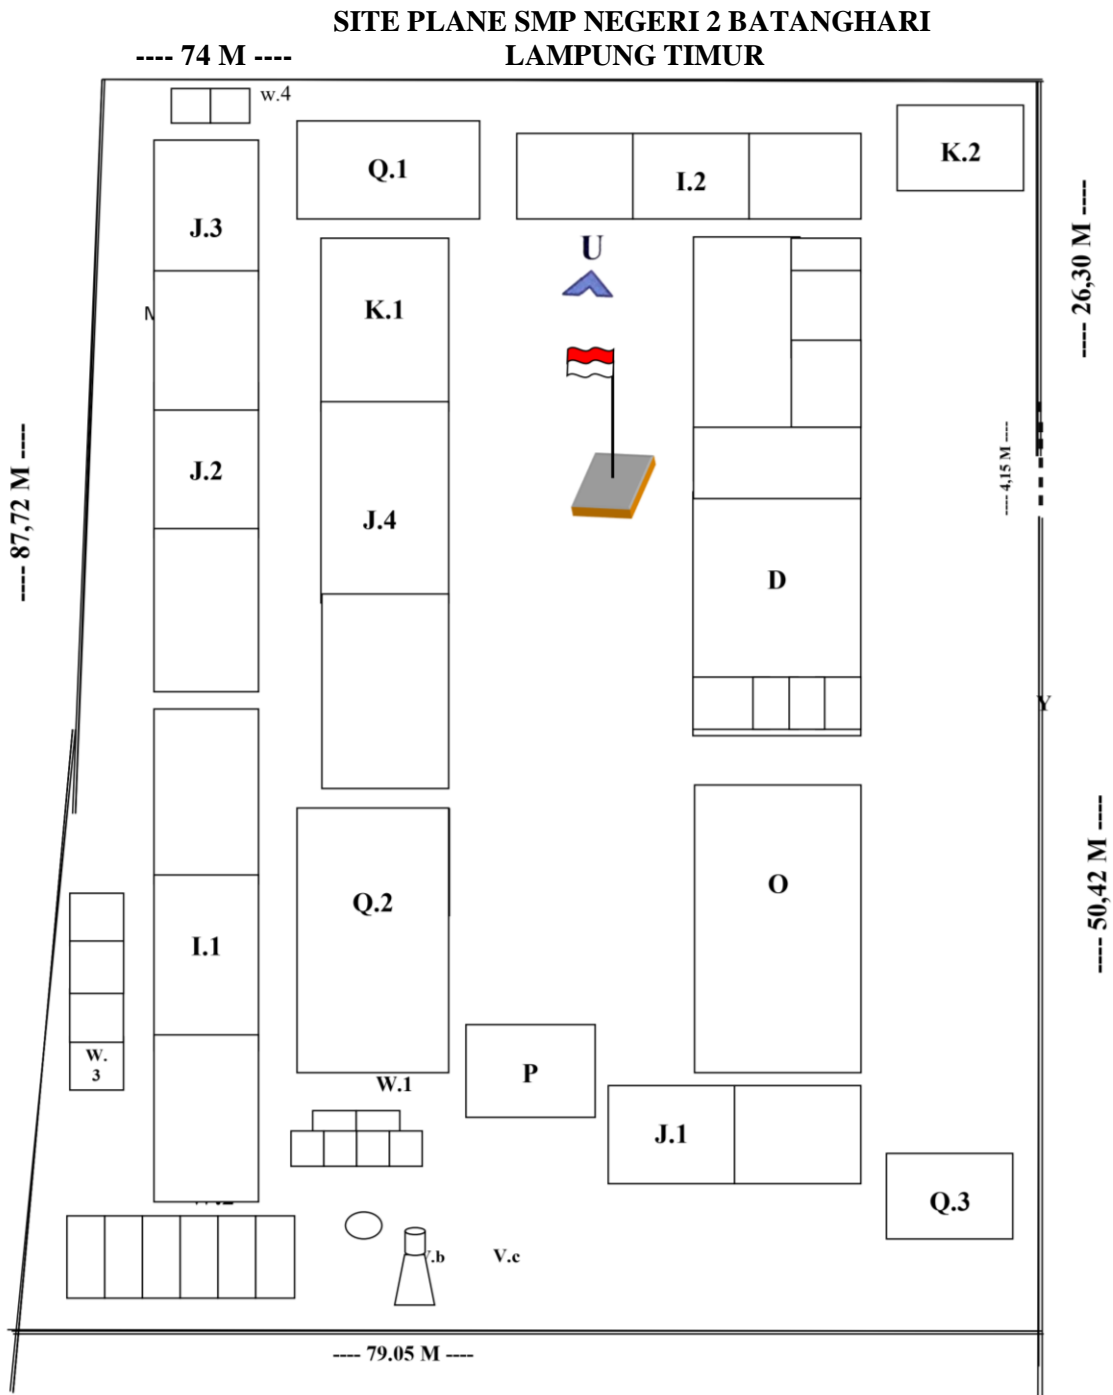 SITE PLANE SMP NEGERI 2 BATANGHARI
---- 74 M ---- LAMPUNG TIMUR
w.4
Q.1
I.2
K.2
J.3
U
---- 26,30 M ----
K.1
---- 87,72 M ----
J.2
J.4
---- 4,15 M ----
D
Y
O
Q.2
I.1
---- 50,42 M ----
W.
3
P
W.1
J.1
Q.3
V.c
---- 79.05 M ----